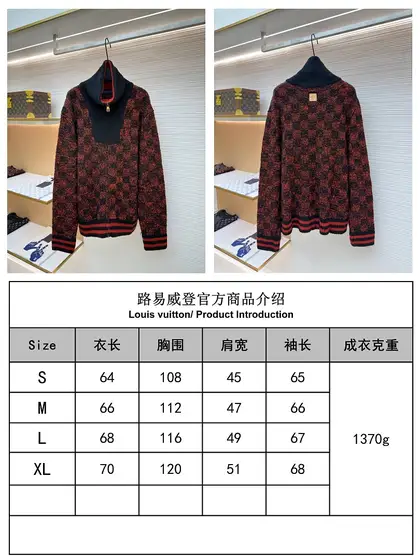 路易威登官方商品介绍
Louis vuitton/ Product Introduction
Size 衣长 胸围 肩宽 袖长 成衣克重
S 64 108 45 65
M 66 112 47 66
L 68 116 49 67
XL 70 120 51 68
1370g